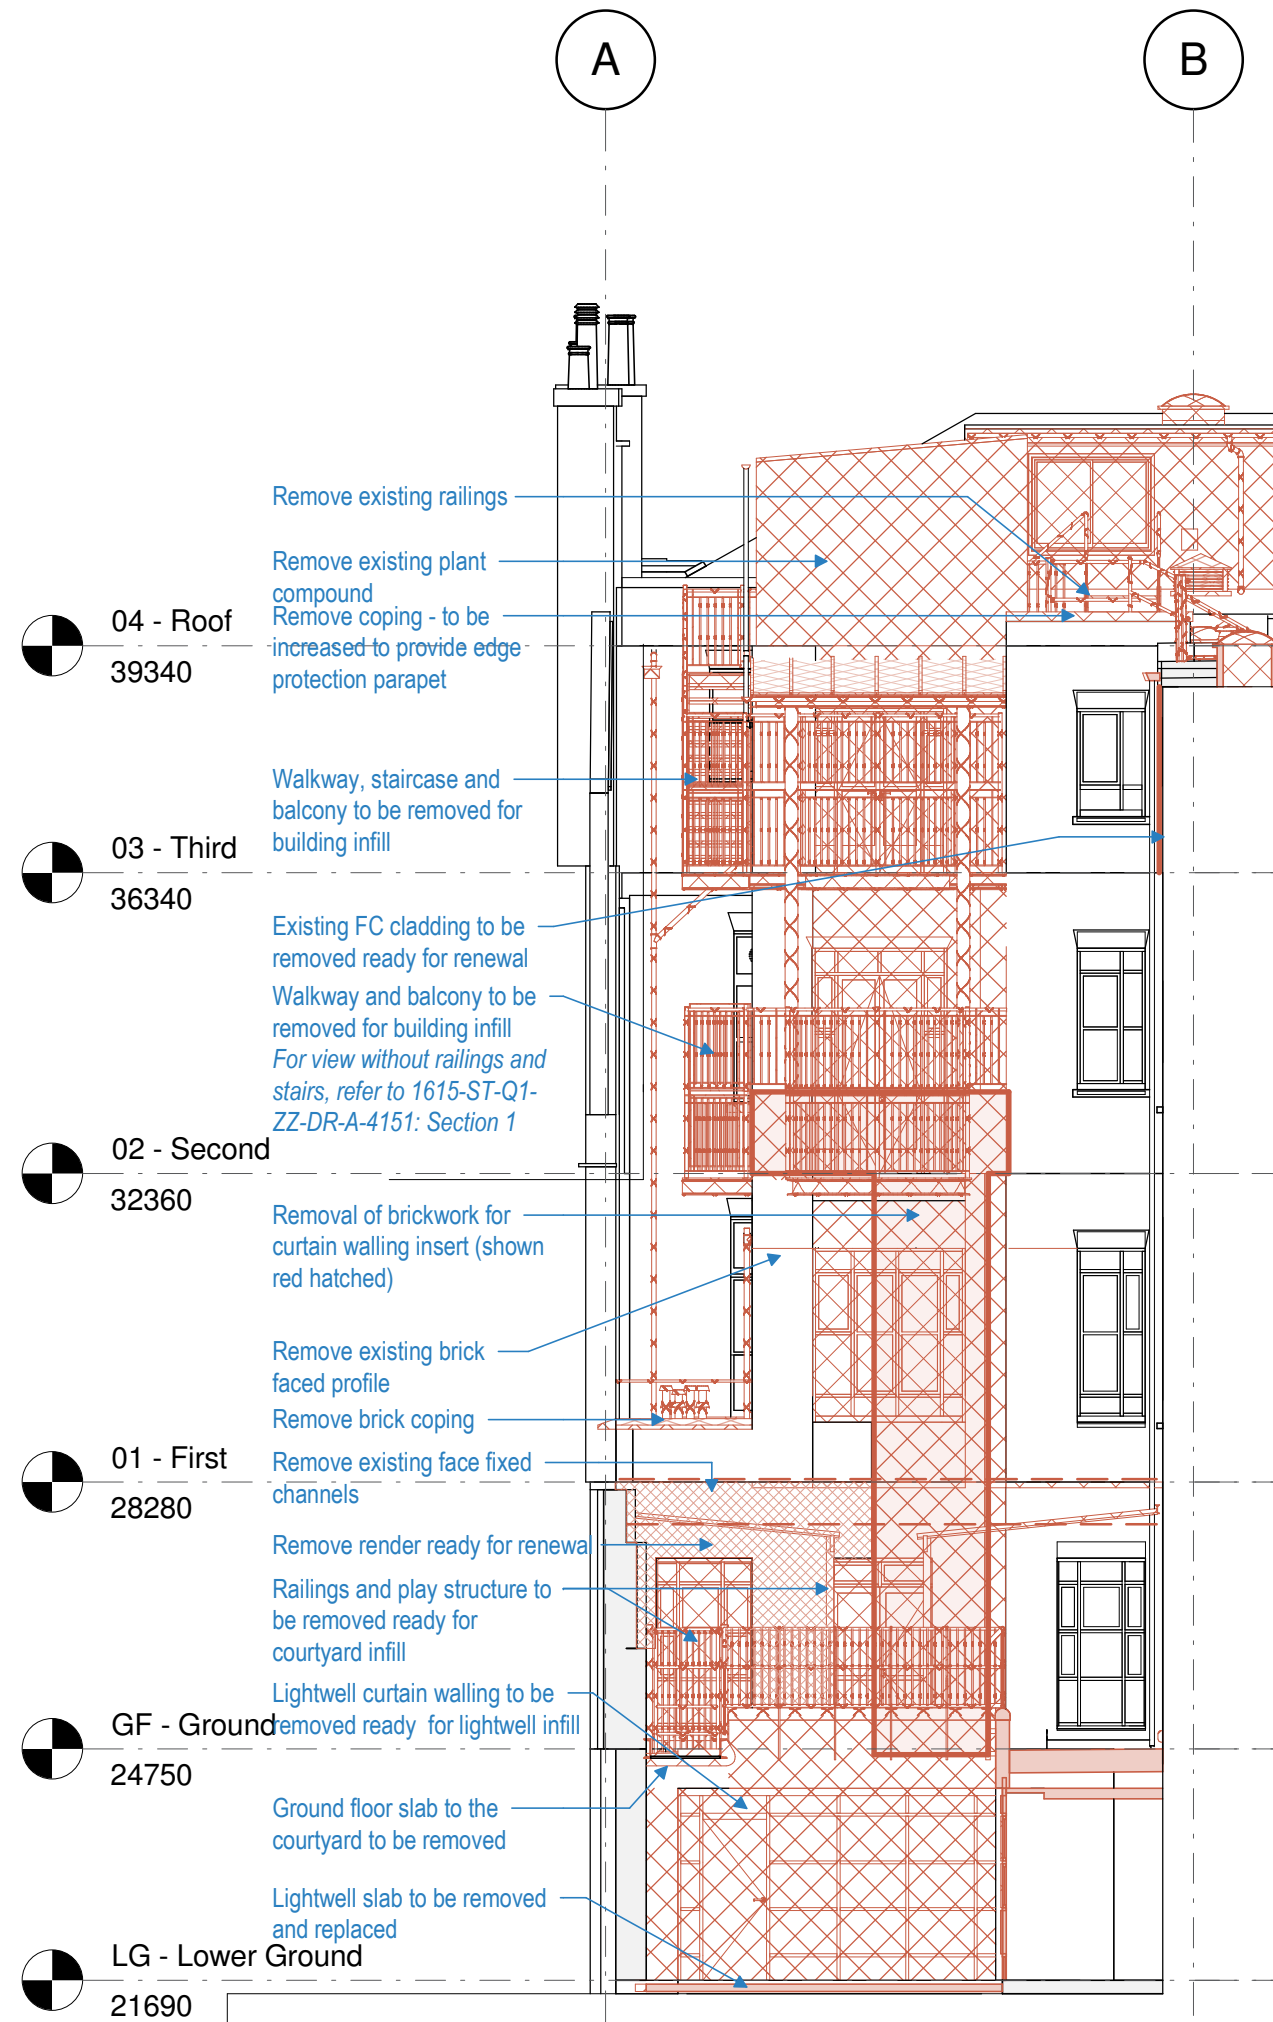 A
B
Remove existing railings
Remove existing plant
compound
04 - Roof
39340
Remove coping - to be
increased to provide edge
protection parapet
Walkway, staircase and
balcony to be removed for
building infill
03 - Third
36340
Existing FC cladding to be
removed ready for renewal
Walkway and balcony to be
removed for building infill
For view without railings and
stairs, refer to 1615-ST-Q1-
ZZ-DR-A-4151: Section 1
02 - Second
32360
Removal of brickwork for
curtain walling insert (shown
red hatched)
Remove existing brick
faced profile
Remove brick coping
01 - First
28280
Remove existing face fixed
channels
Remove render ready for renewal
Railings and play structure to
be removed ready for
courtyard infill
Lightwell curtain walling to be
removed ready for lightwell infill
GF - Ground
24750
Ground floor slab to the
courtyard to be removed
Lightwell slab to be removed
and replaced
LG - Lower Ground
21690